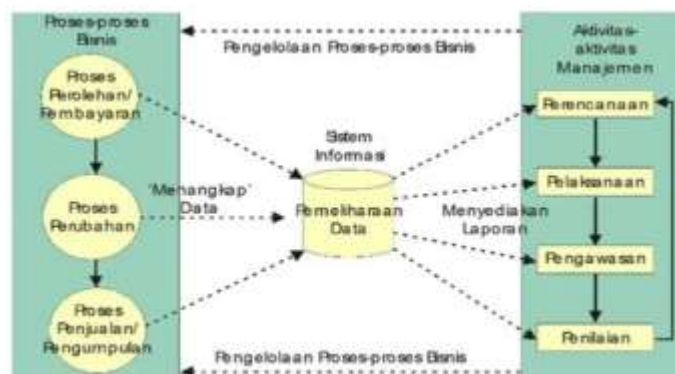 Proses-proses
Bisnis
Proses
Perolehan/
Pembayaran
Proses
Perubahan
Proses
Penjualan/
Pengumpulan
Pengelolaan Proses-proses Bisnis
'Menangkap'
Data
Sistem
Informasi
Pemeliharaan
Data
Menyediakan
Laporan
Pengelolaan Proses-proses Bisnis
Aktivitas-
aktivitas
Manajemen
Perencanaan
Pelaksanaan
Pengawasan
Penilaian